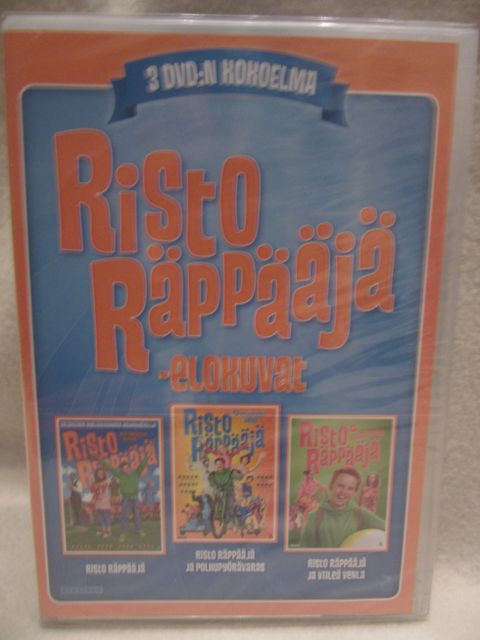 3 DVD:N KOKOELMA
Risto
Räppääjä
-elokuvat
Risto
Räppääjä
Risto
Räppääjä
Risto
Räppääjä
RISTO RÄPPÄÄJÄ
RISTO RÄPPÄÄJÄ
JA POLKUPYÖRÄVARAS
RISTO RÄPPÄÄJÄ
JA VIILEÄ VENLA